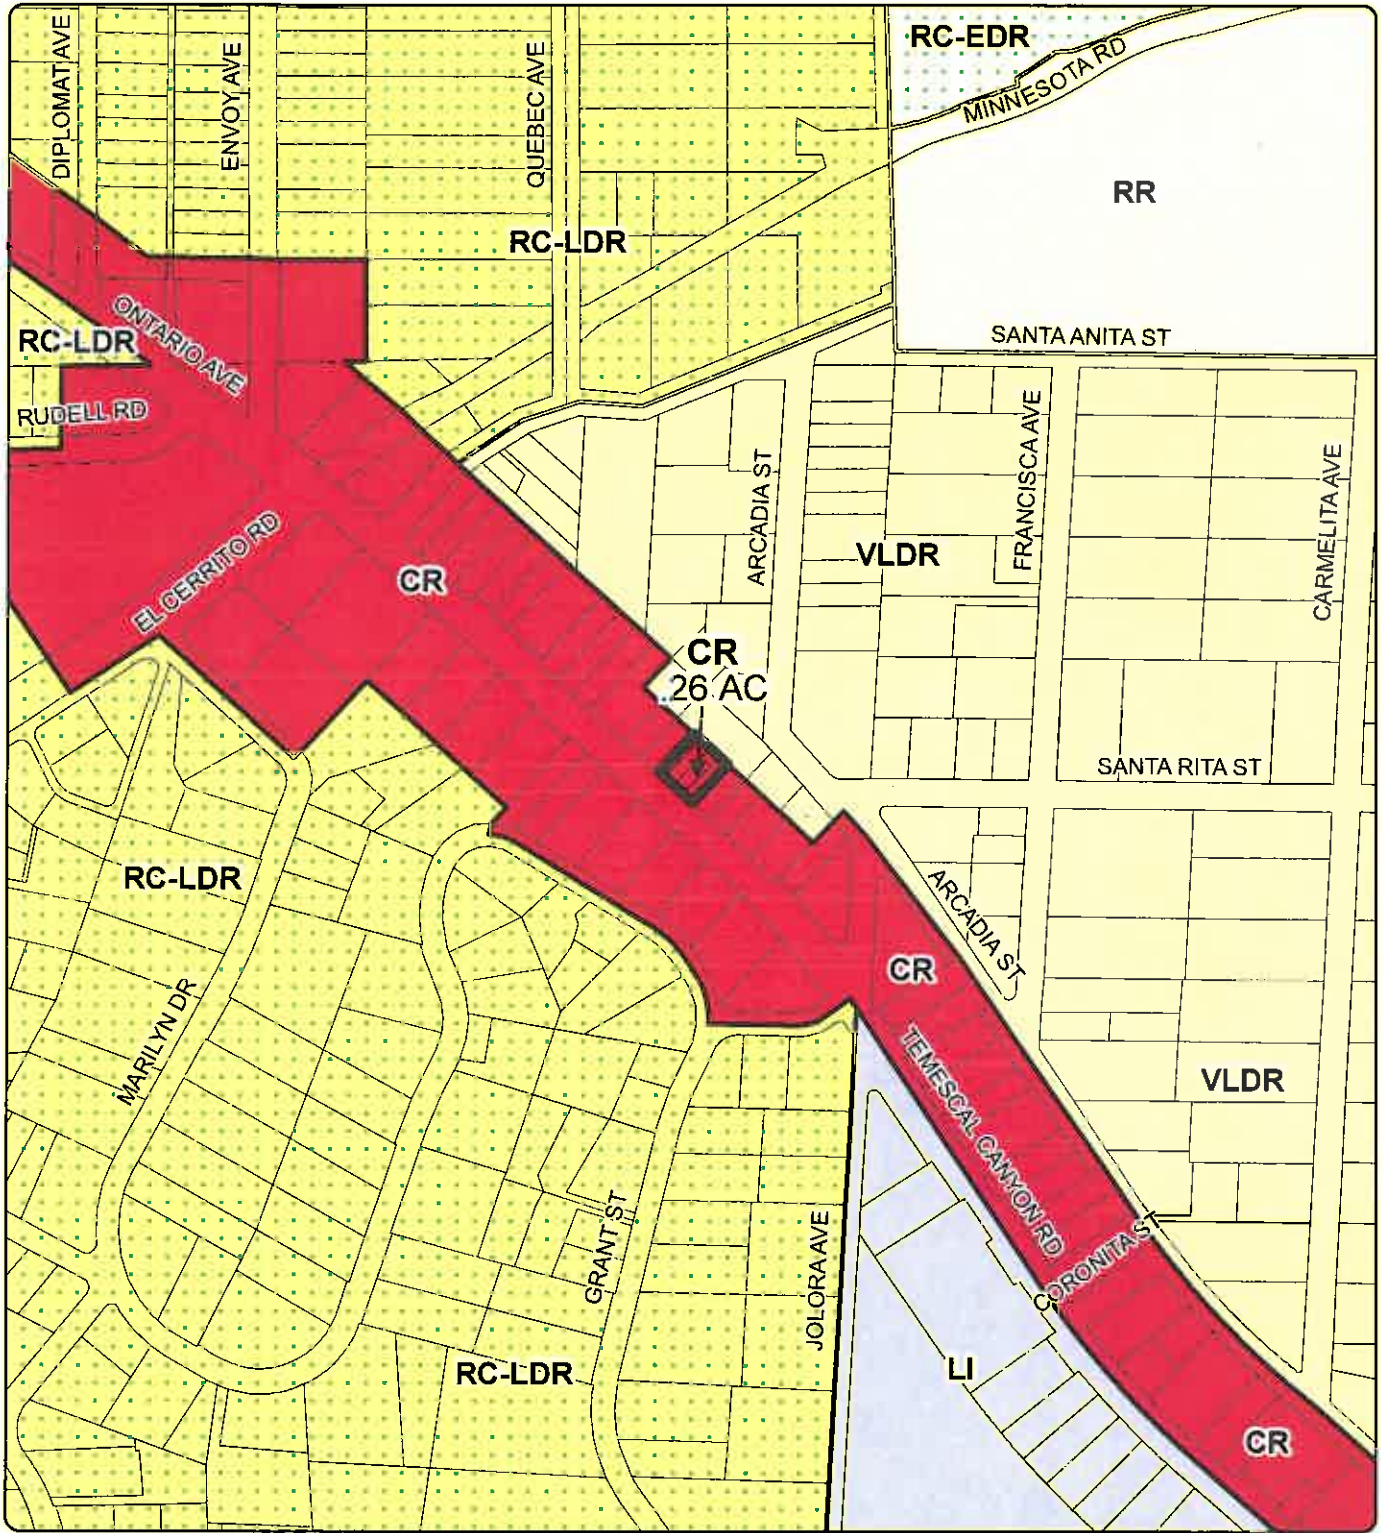 DIPLOMAT AVE
ENVOY AVE
QUEBEC AVE
RC-EDR
MINNESOTA RD
RR
RC-LDR
ONTARIO AVE
RC-LDR
SANTA ANITA ST
RUDELL RD
FRANCISCA AVE
ARCADIA ST
CARMELITA AVE
VLDR
EL CERRITO RD
CR
CR
.26 AC
SANTA RITA ST
RC-LDR
ARCADIA ST
CR
MARILYN DR
TEMESCAL CANYON RD
VLDR
GRANT ST
JOLORA AVE
CORONITA ST
RC-LDR
LI
CR